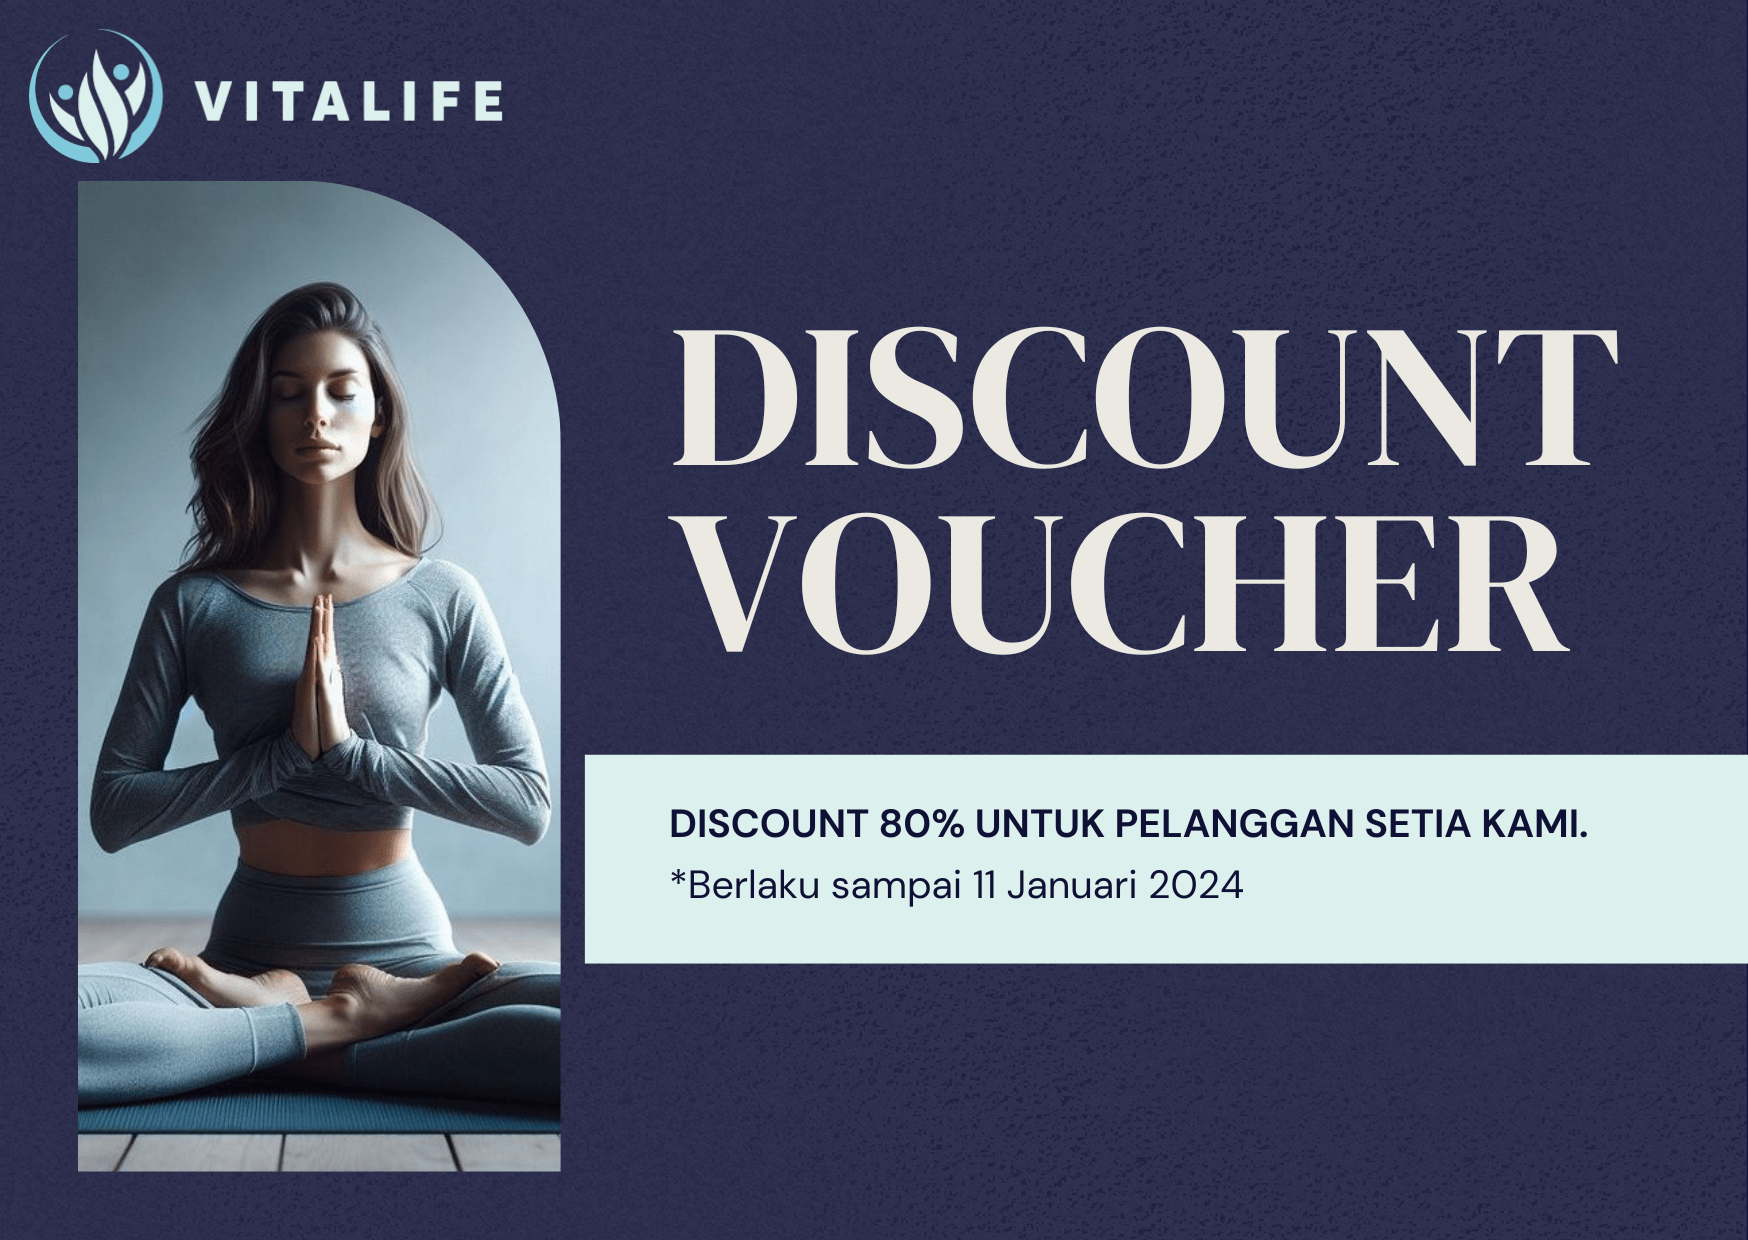 VITALIFE
DISCOUNT
VOUCHER
DISCOUNT 80% UNTUK PELANGGAN SETIA KAMI.
*Berlaku sampai 11 Januari 2024